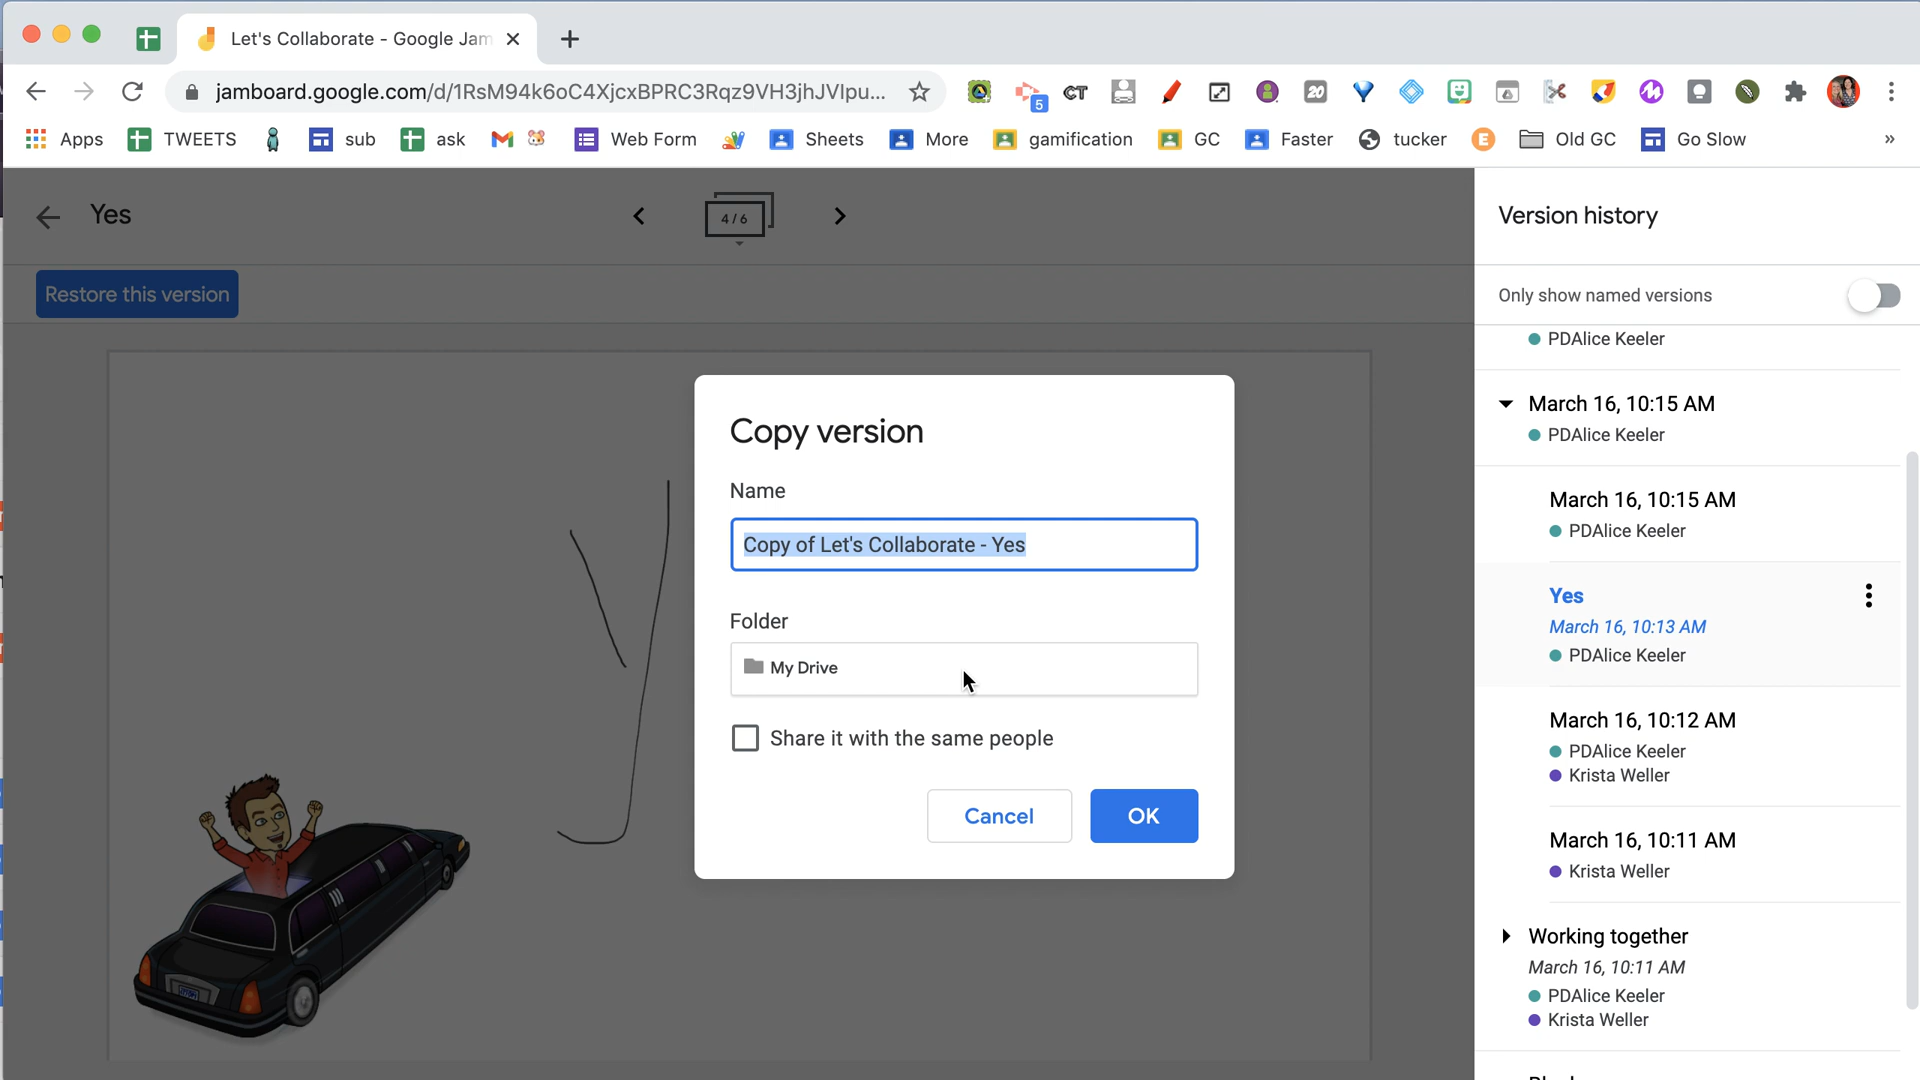 Let's Collaborate - Google Jam
jamboard.google.com/d/1RsM94k6oC4XjcxBPRC3Rqz9VH3jhJVIpu...
5
CT
20
Apps
TWEETS
sub
ask
Web Form
Sheets
More
gamification
GC
Faster
tucker
E
Old GC
Go Slow
»
Yes
4 / 6
Restore this version
Copy version
Name
Copy of Let's Collaborate - Yes
Folder
My Drive
Share it with the same people
Cancel
OK
Version history
Only show named versions
PDAlice Keeler
March 16, 10:15 AM
PDAlice Keeler
March 16, 10:15 AM
PDAlice Keeler
Yes
March 16, 10:13 AM
PDAlice Keeler
March 16, 10:12 AM
PDAlice Keeler
Krista Weller
March 16, 10:11 AM
Krista Weller
Working together
March 16, 10:11 AM
PDAlice Keeler
Krista Weller